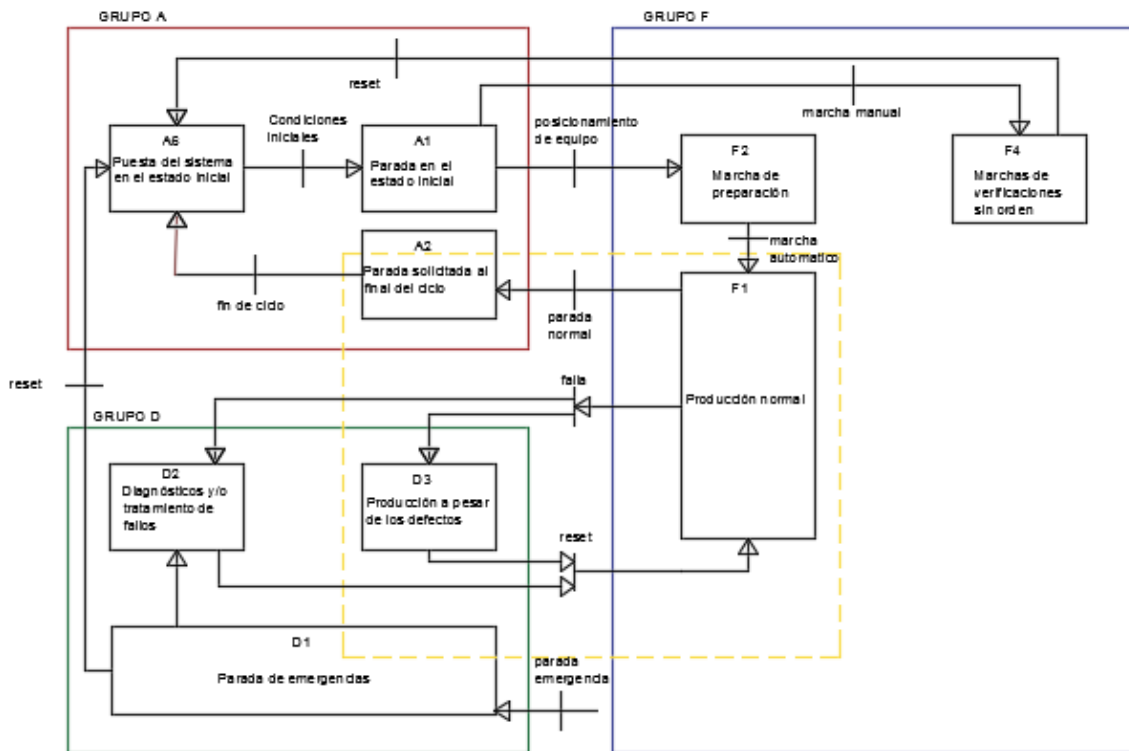 GRUPO A
GRUPO F
reset
marcha manual
Condiciones
iniciales
posicionamiento
de equipo
A6
Puesta del sistema
en el estado inicial
A1
Parada en el
estado inicial
F2
Marcha de
preparación
F4
Marchas de
verificaciones
sin orden
marcha
automatico
A2
Parada solicitada al
final del ciclo
fin de ciclo
parada
normal
F1
Producción normal
reset
falla
GRUPO D
D2
Diagnósticos y/o
tratamiento de
fallos
D3
Producción a pesar
de los defectos
reset
D1
Parada de emergencias
parada
emergencia